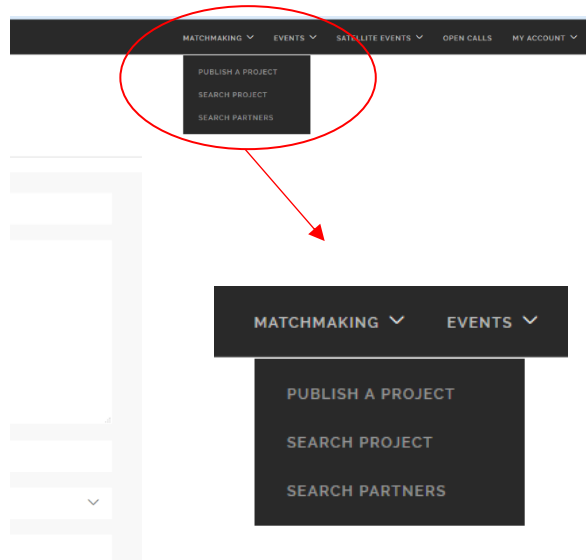 MATCHMAKING EVENTS SATELLITE EVENTS OPEN CALLS MY ACCOUNT
PUBLISH A PROJECT
SEARCH PROJECT
SEARCH PARTNERS
MATCHMAKING EVENTS
PUBLISH A PROJECT
SEARCH PROJECT
SEARCH PARTNERS